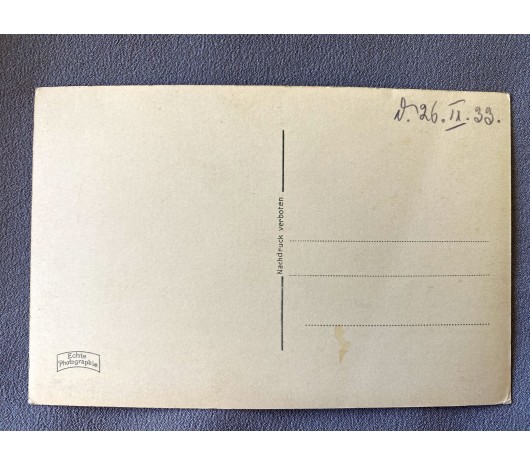 d. 26. II. 33.
Nachdruck verboten
Echte
Photographie